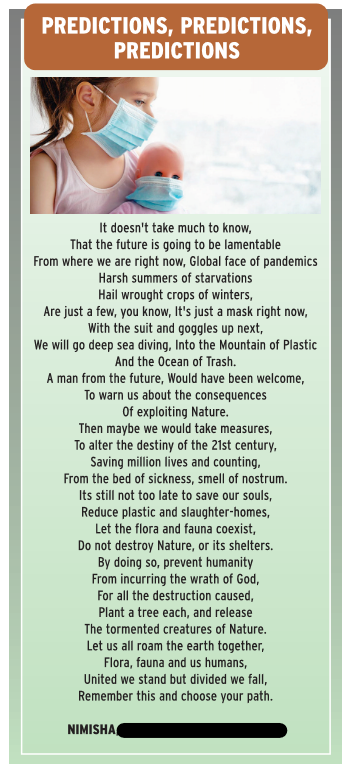 PREDICTIONS, PREDICTIONS,
PREDICTIONS
It doesn't take much to know,
That the future is going to be lamentable
From where we are right now, Global face of pandemics
Harsh summers of starvations
Hail wrought crops of winters,
Are just a few, you know, It's just a mask right now,
With the suit and goggles up next,
We will go deep sea diving, Into the Mountain of Plastic
And the Ocean of Trash.
A man from the future, Would have been welcome,
To warn us about the consequences
Of exploiting Nature.
Then maybe we would take measures,
To alter the destiny of the 21st century,
Saving million lives and counting,
From the bed of sickness, smell of nostrum.
Its still not too late to save our souls,
Reduce plastic and slaughter-homes,
Let the flora and fauna coexist,
Do not destroy Nature, or its shelters.
By doing so, prevent humanity
From incurring the wrath of God,
For all the destruction caused,
Plant a tree each, and release
The tormented creatures of Nature.
Let us all roam the earth together,
Flora, fauna and us humans,
United we stand but divided we fall,
Remember this and choose your path.
NIMISHA,